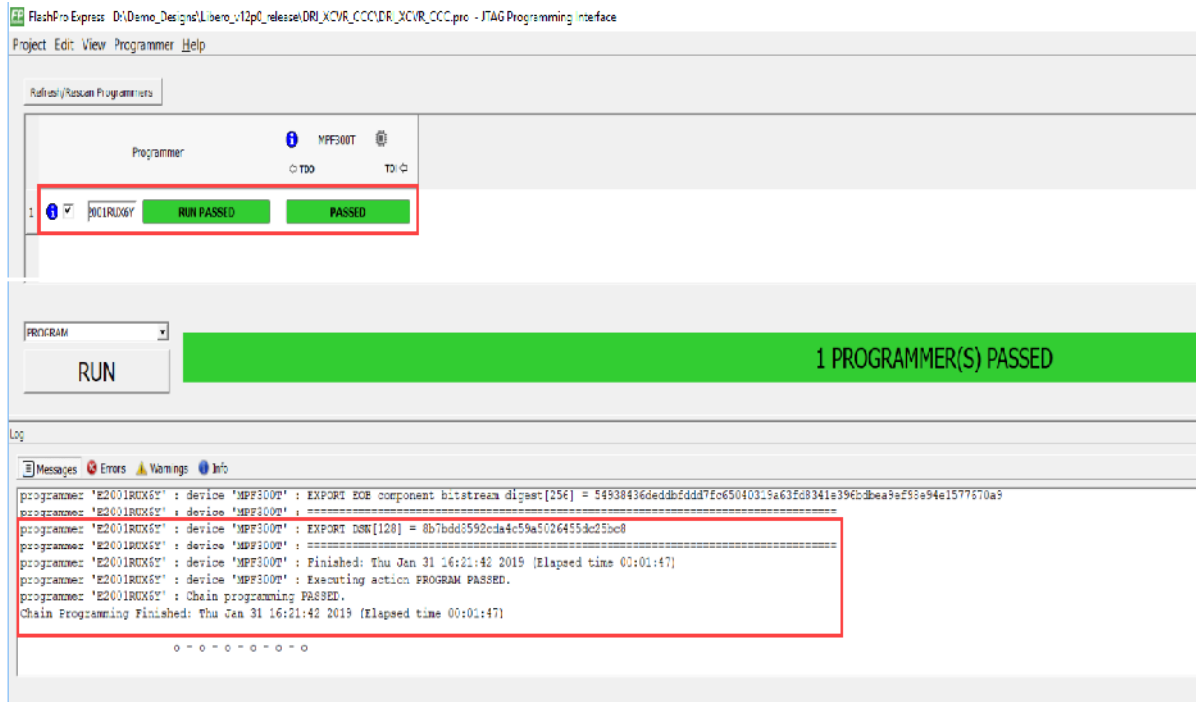 FlashPro Express D:\Demo_Designs\Libero_v12p0_release\DRI_XCVR_CCC\DRI_XCVR_CCC.pro - JTAG Programming Interface
Project Edit View Programmer Help
Refresh/Rescan Programmers
Programmer
MPF300T
TDO TDI
1 RUN PASSED PASSED
PROGRAM
RUN
1 PROGRAMMER(S) PASSED
Log
Messages Errors Warnings Info
programmer 'E2001RUX6Y' : device 'MPF300T' : EXPORT EOB component bitstream digest[256] =
programmer 'E2001RUX6Y' : device 'MPF300T' : ===============================================================================
programmer 'E2001RUX6Y' : device 'MPF300T' : EXPORT DSN[128] =
programmer 'E2001RUX6Y' : device 'MPF300T' : ===============================================================================
programmer 'E2001RUX6Y' : device 'MPF300T' : Finished: Thu Jan 31 16:21:42 2019 (Elapsed time 00:01:47)
programmer 'E2001RUX6Y' : device 'MPF300T' : Executing action PROGRAM PASSED.
programmer 'E2001RUX6Y' : Chain programming PASSED.
Chain Programming Finished: Thu Jan 31 16:21:42 2019 (Elapsed time 00:01:47)
o - o - o - o - o - o